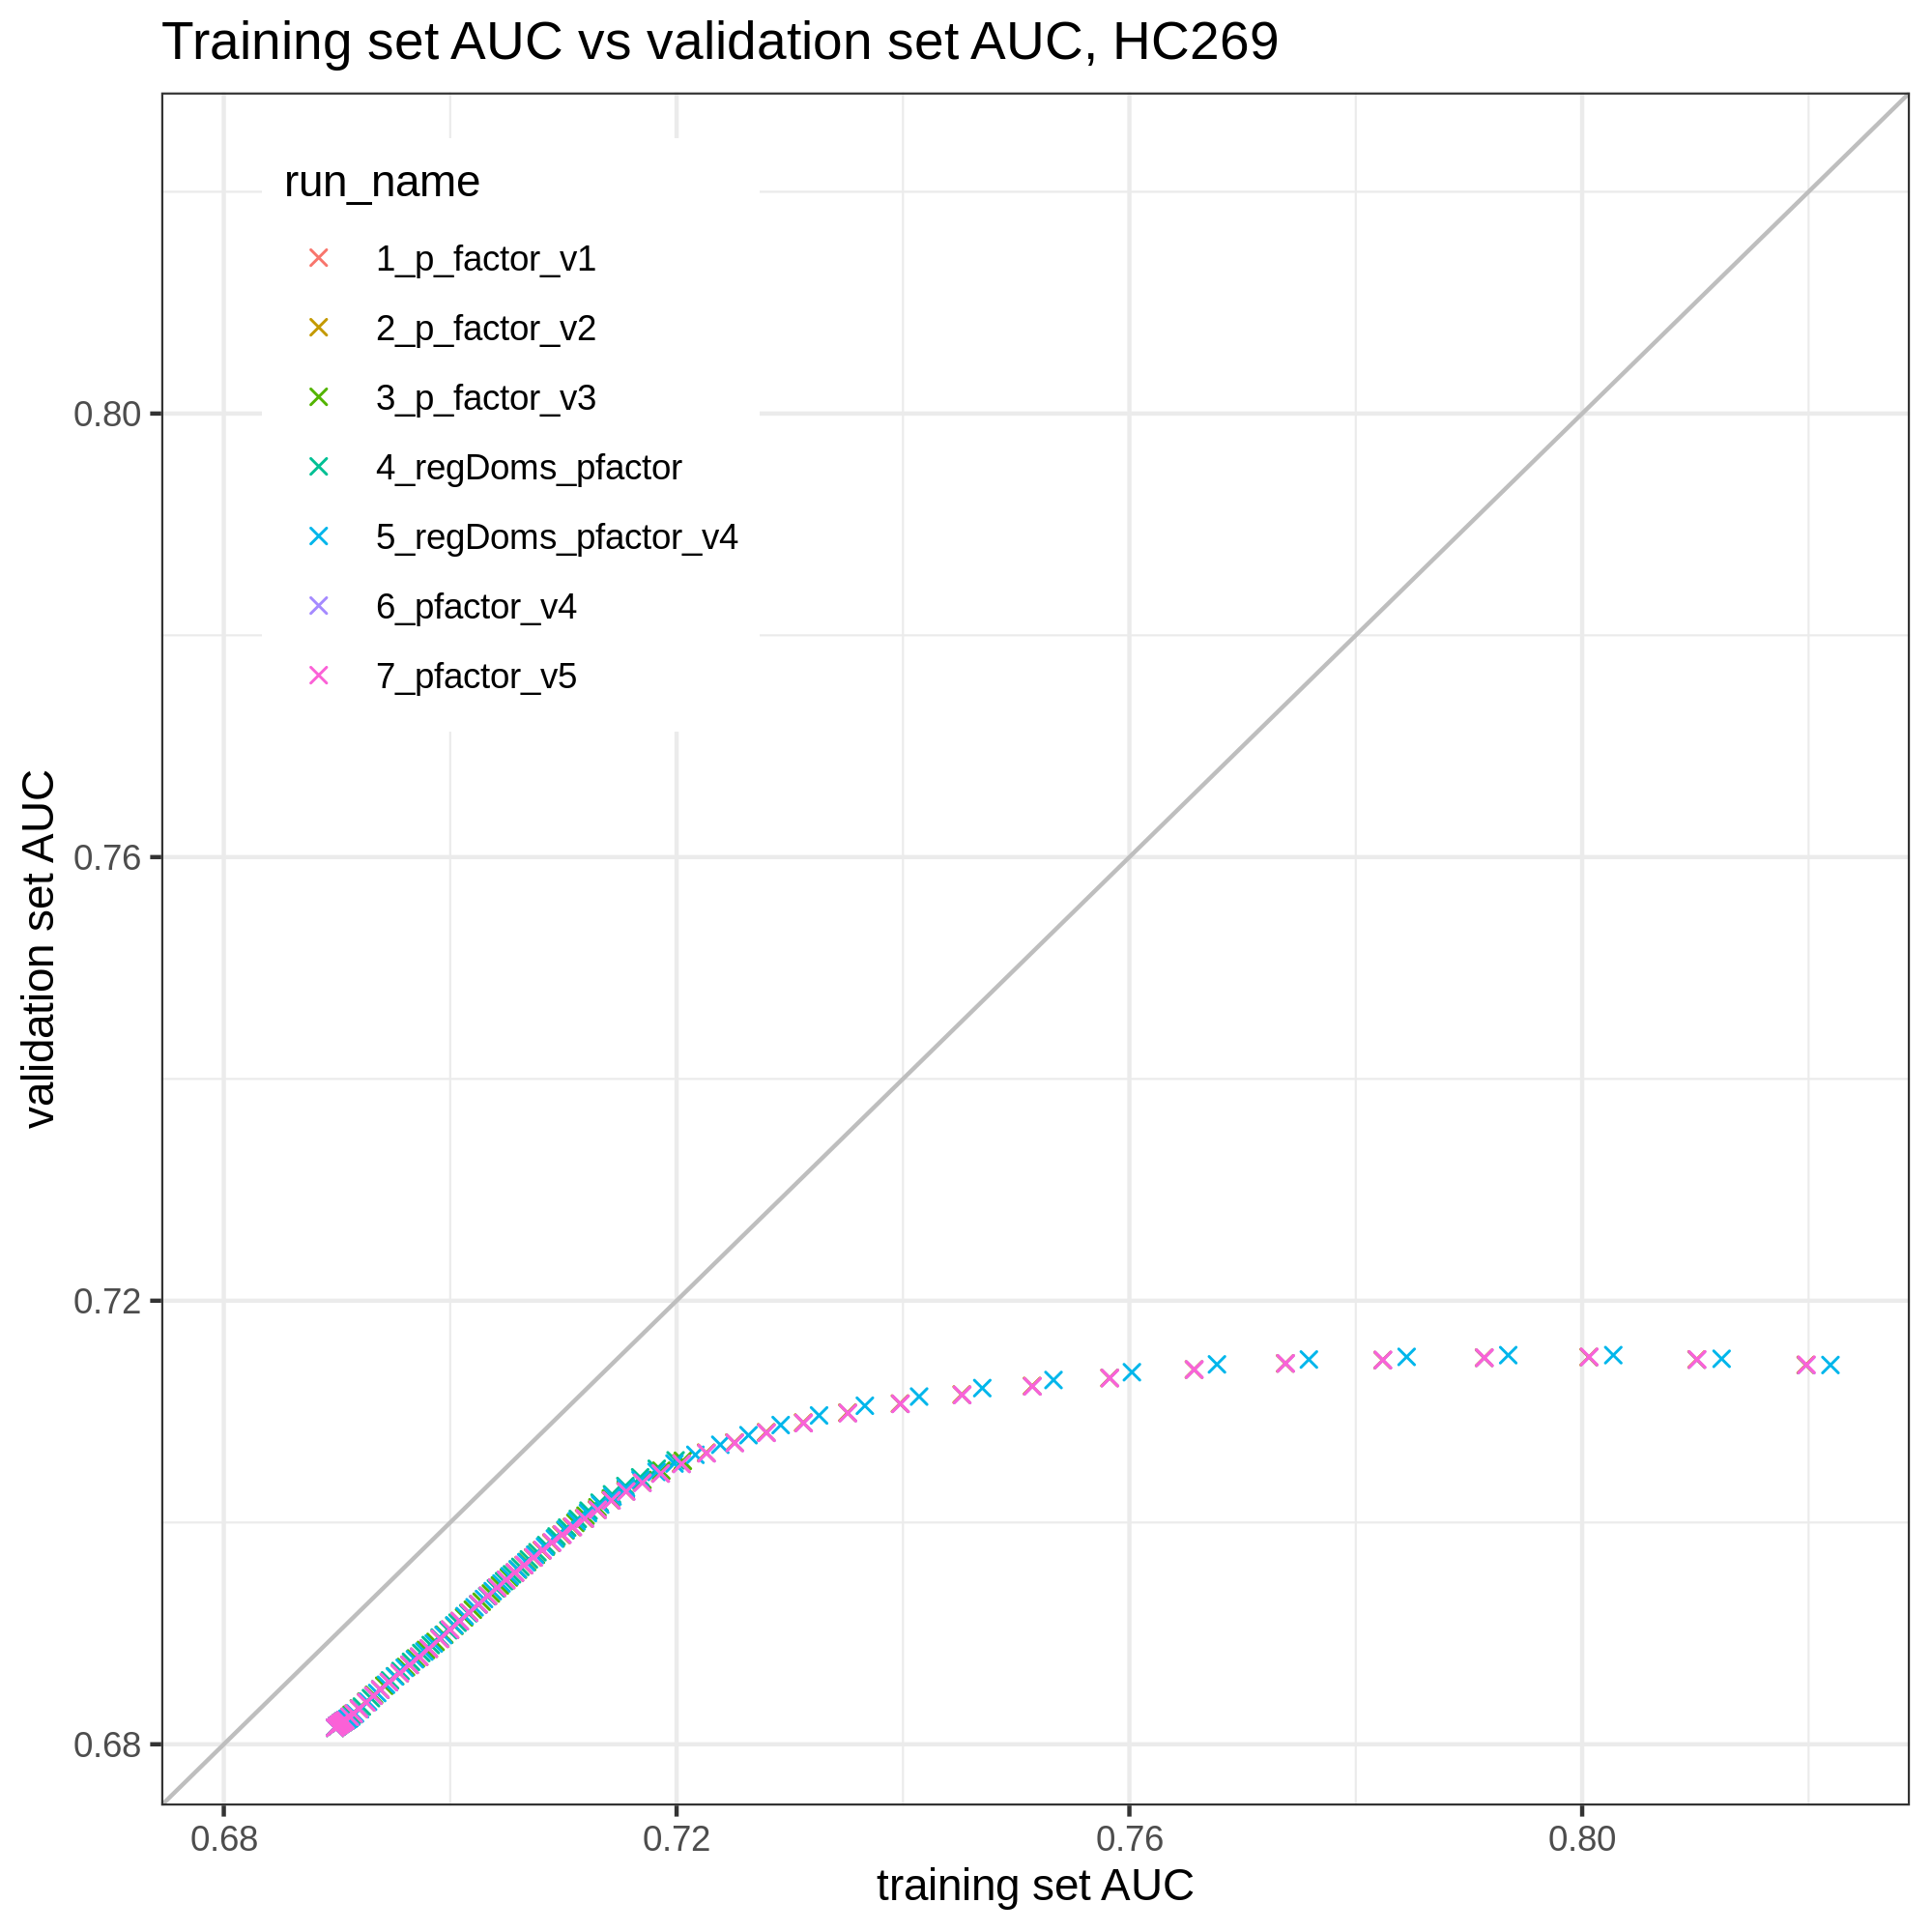 Training set AUC vs validation set AUC, HC269
run_name
1_p_factor_v1
2_p_factor_v2
3_p_factor_v3
4_regDoms_pfactor
5_regDoms_pfactor_v4
6_pfactor_v4
7_pfactor_v5
validation set AUC
0.80
0.76
0.72
0.68
0.68 0.72 0.76 0.80
training set AUC